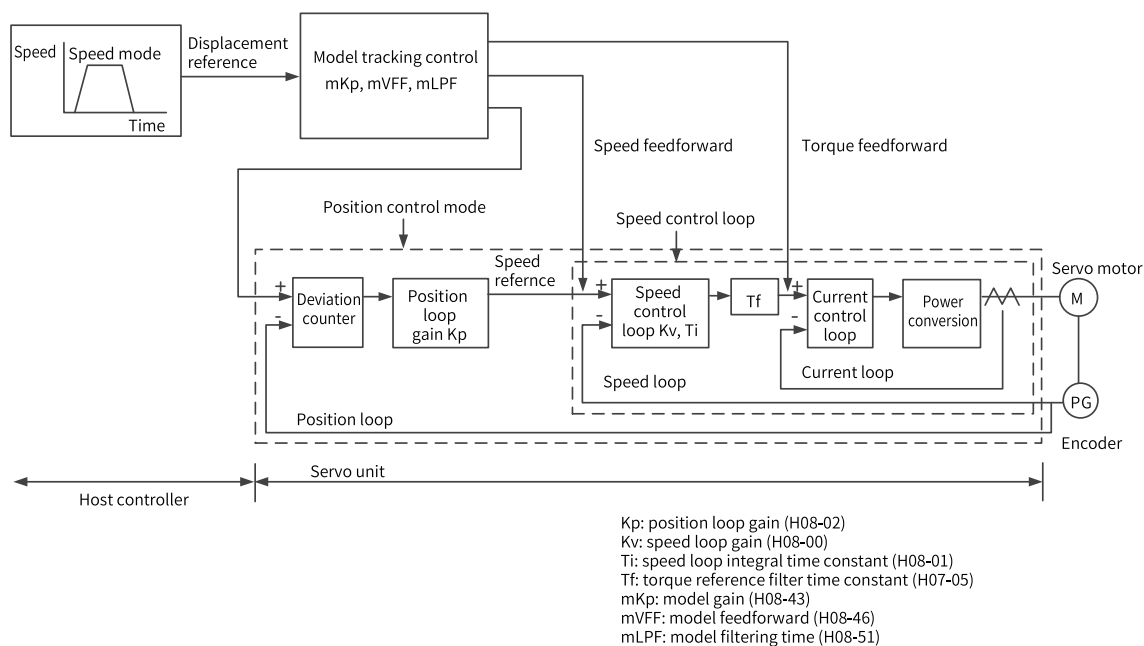 Speed
Speed mode
Time
Displacement
reference
Model tracking control
mKp, mVFF, mLPF
Speed feedforward
Torque feedforward
Position control mode
Speed control loop
Speed
refernce
Servo motor
+
-
Deviation
counter
Position
loop
gain Kp
+
-
Speed
control
loop Kv, Ti
Tf
+
-
Current
control
loop
Power
conversion
M
Current loop
Speed loop
PG
Position loop
Encoder
Servo unit
Host controller
Kp: position loop gain (H08-02)
Kv: speed loop gain (H08-00)
Ti: speed loop integral time constant (H08-01)
Tf: torque reference filter time constant (H07-05)
mKp: model gain (H08-43)
mVFF: model feedforward (H08-46)
mLPF: model filtering time (H08-51)